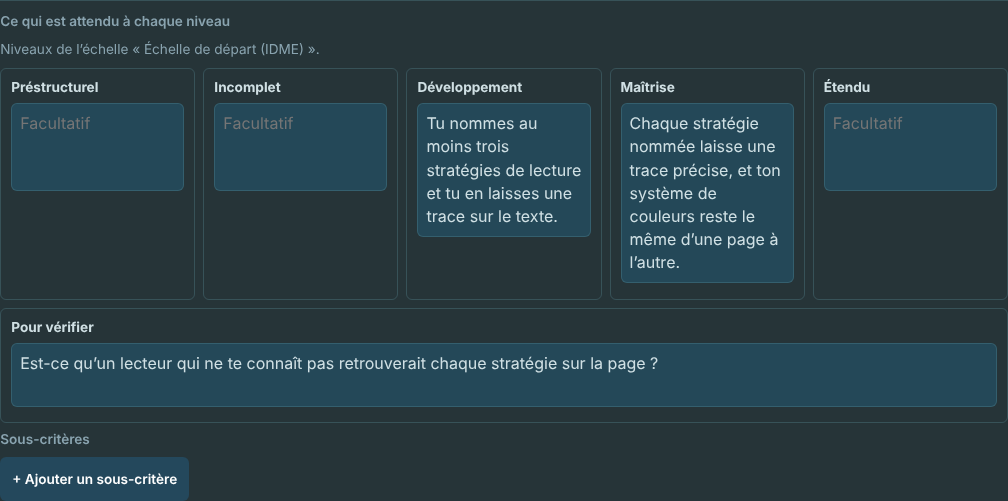 Ce qui est attendu à chaque niveau
Niveaux de l’échelle « Échelle de départ (IDME) ».
Préstructurel
Facultatif
Incomplet
Facultatif
Développement
Tu nommes au
moins trois
stratégies de lecture
et tu en laisses une
trace sur le texte.
Maîtrise
Chaque stratégie
nommée laisse une
trace précise, et ton
système de
couleurs reste le
même d’une page à
l’autre.
Étendu
Facultatif
Pour vérifier
Est-ce qu’un lecteur qui ne te connaît pas retrouverait chaque stratégie sur la page ?
Sous-critères
+ Ajouter un sous-critère